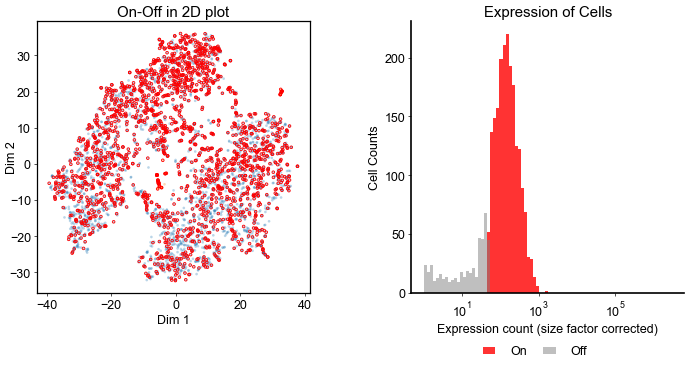 On-Off in 2D plot
Dim 2
30
20
10
0
−10
−20
−30
−40 −20 0 20 40
Dim 1
Expression of Cells
Cell Counts
200
150
100
50
0
10^1 10^3 10^5
Expression count (size factor corrected)
On Off